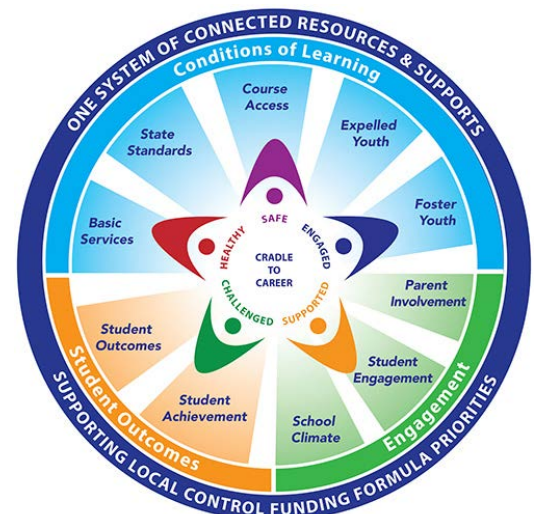 ONE SYSTEM OF CONNECTED RESOURCES & SUPPORTS
Conditions of Learning
Basic
Services
State
Standards
Course
Access
Expelled
Youth
Foster
Youth
Parent
Involvement
Student
Engagement
School
Climate
Engagement
Student
Achievement
Student
Outcomes
Student Outcomes
HEALTHY
SAFE
ENGAGED
SUPPORTED
CHALLENGED
CRADLE
TO
CAREER
SUPPORTING LOCAL CONTROL FUNDING FORMULA PRIORITIES